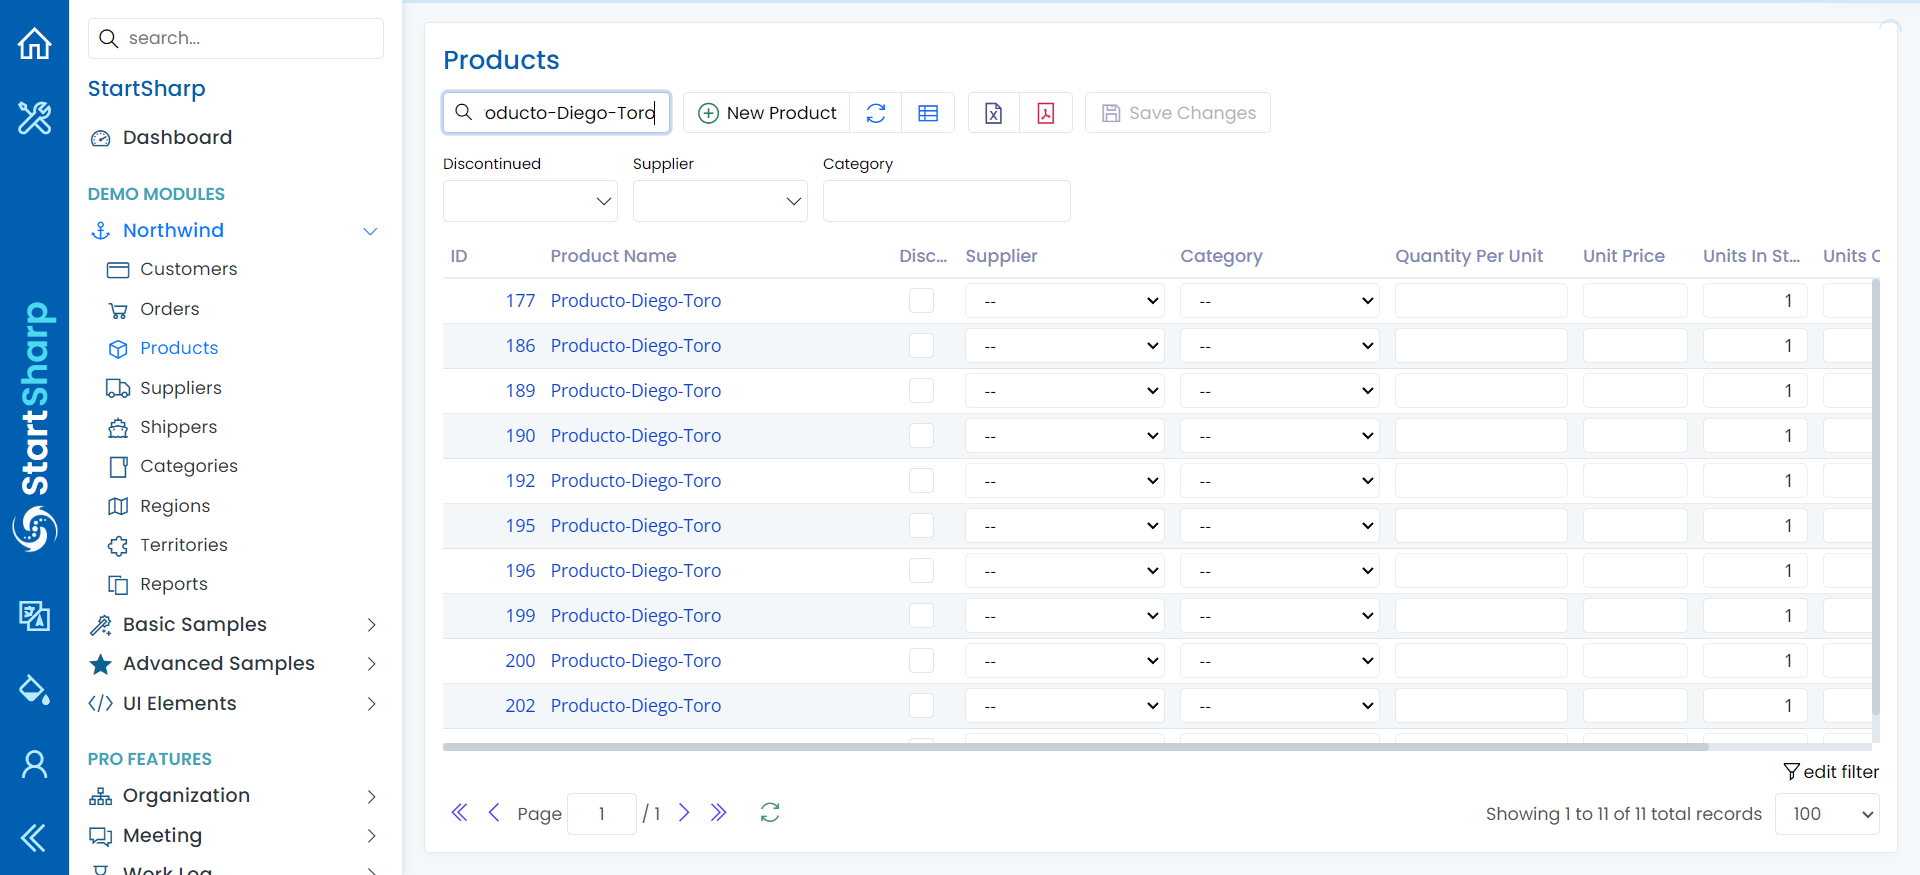 search...
StartSharp
Dashboard
DEMO MODULES
Northwind
Customers
Orders
Products
Suppliers
Shippers
Categories
Regions
Territories
Reports
Basic Samples
Advanced Samples
UI Elements
PRO FEATURES
Organization
Meeting
Work Log
StartSharp
Products
oducto-Diego-Toro
New Product
Save Changes
Discontinued Supplier Category
ID Product Name Disc... Supplier Category Quantity Per Unit Unit Price Units In St... Units O
177 Producto-Diego-Toro -- -- 1
186 Producto-Diego-Toro -- -- 1
189 Producto-Diego-Toro -- -- 1
190 Producto-Diego-Toro -- -- 1
192 Producto-Diego-Toro -- -- 1
195 Producto-Diego-Toro -- -- 1
196 Producto-Diego-Toro -- -- 1
199 Producto-Diego-Toro -- -- 1
200 Producto-Diego-Toro -- -- 1
202 Producto-Diego-Toro -- -- 1
edit filter
Page 1 / 1
Showing 1 to 11 of 11 total records 100